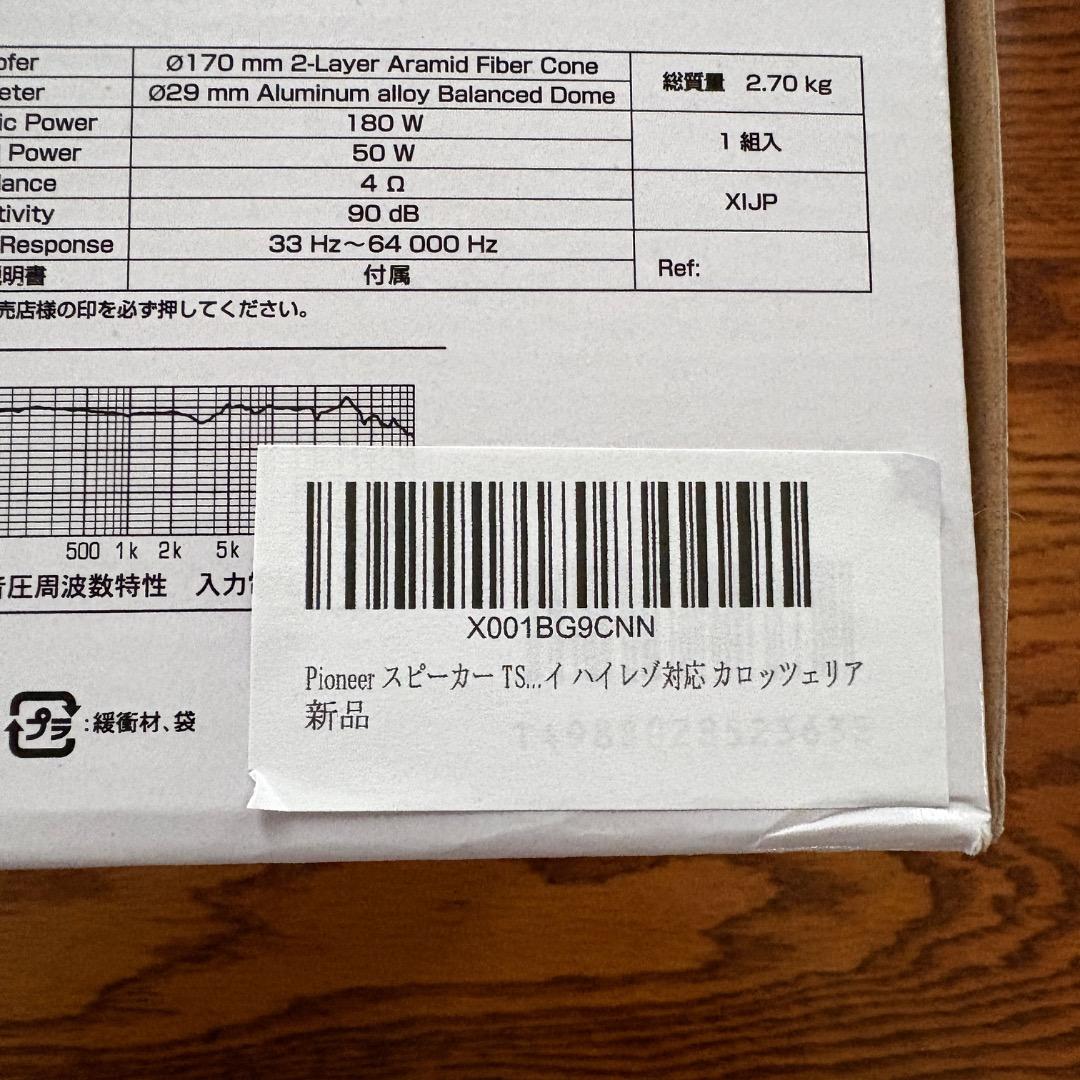 ofer Ø170 mm 2-Layer Aramid Fiber Cone
eter Ø29 mm Aluminum alloy Balanced Dome
ic Power 180 W
Power 50 W
dance 4 Ω
tivity 90 dB
Response 33 Hz～64 000 Hz
明書 付属
総質量 2.70 kg
1 組入
XIJP
Ref:
売店様の印を必ず押してください。
500 1k 2k 5k
音圧周波数特性 入力
プラ:緩衝材、袋
X001BG9CNN
Pioneer スピーカー TS...イ ハイレゾ対応 カロッツェリア
新品